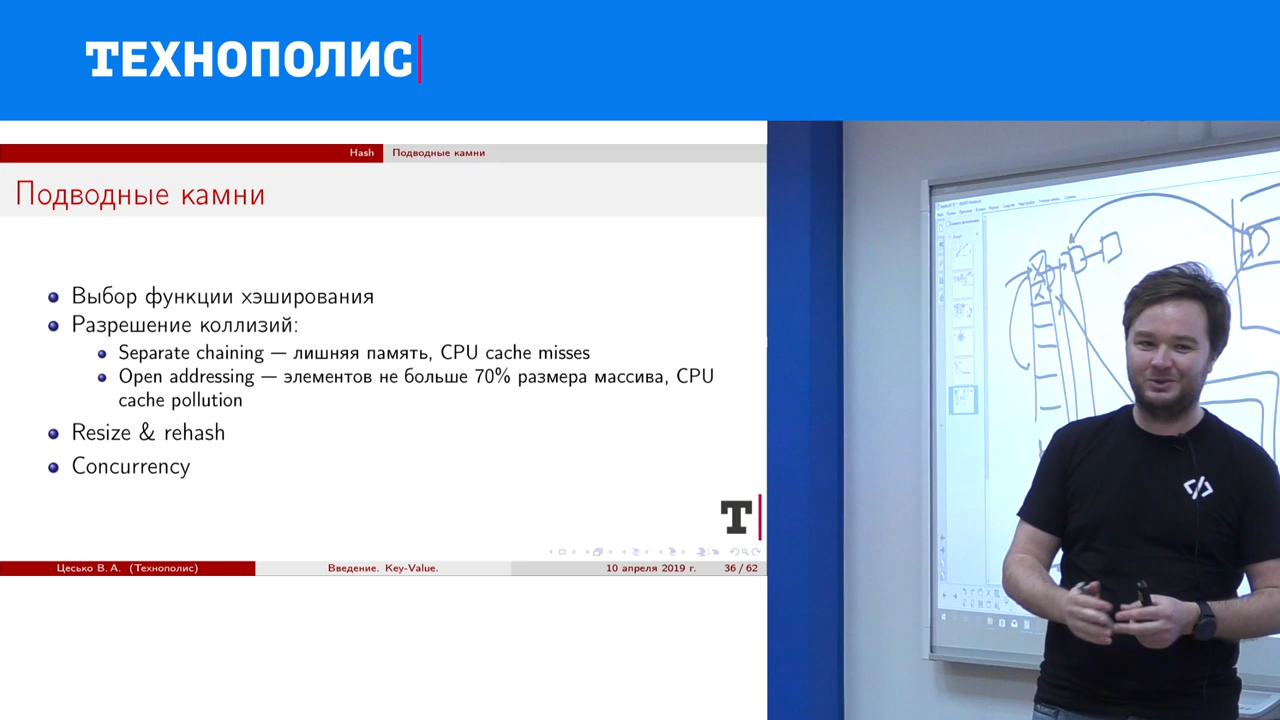 ТЕХНОПОЛИС
Hash Подводные камни
Подводные камни
Выбор функции хэширования
Разрешение коллизий:
Separate chaining — лишняя память, CPU cache misses
Open addressing — элементов не больше 70% размера массива, CPU
cache pollution
Resize & rehash
Concurrency
Т
Цесько В. А. (Технополис) Введение. Key-Value. 10 апреля 2019 г. 36 / 62